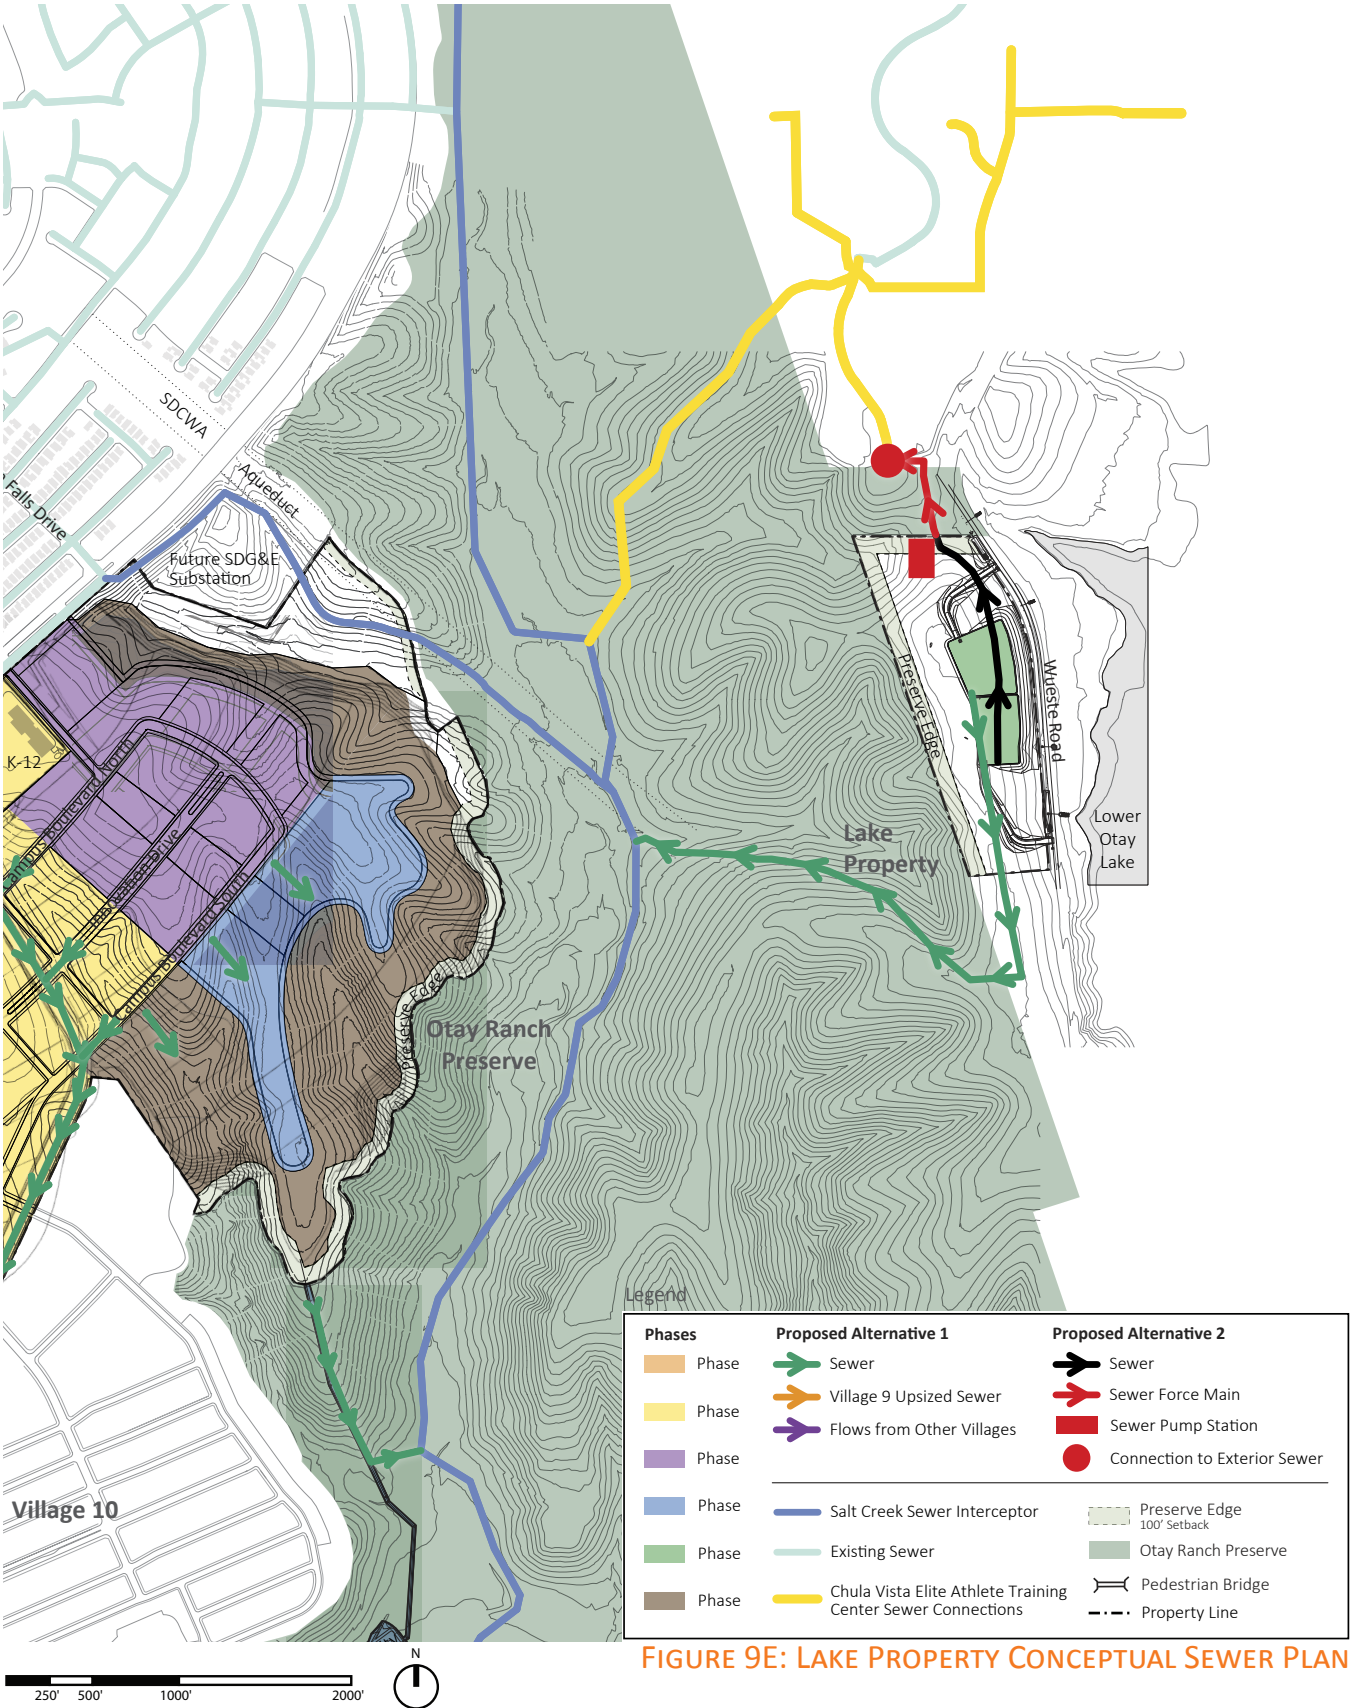 SDCWA
Aqueduct
Falls Drive
Future SDG&E
Substation
K-12
Campus Boulevard North
Innovation Drive
Campus Boulevard South
Preserve Edge
Otay Ranch
Preserve
Preserve Edge
Wueste Road
Lake
Property
Lower
Otay
Lake
Village 10
Legend
Phases
Phase
Phase
Phase
Phase
Phase
Phase
Proposed Alternative 1
Sewer
Village 9 Upsized Sewer
Flows from Other Villages
Proposed Alternative 2
Sewer
Sewer Force Main
Sewer Pump Station
Connection to Exterior Sewer
Salt Creek Sewer Interceptor
Existing Sewer
Chula Vista Elite Athlete Training
Center Sewer Connections
Preserve Edge
100' Setback
Otay Ranch Preserve
Pedestrian Bridge
Property Line
FIGURE 9E: LAKE PROPERTY CONCEPTUAL SEWER PLAN
N
250' 500' 1000' 2000'